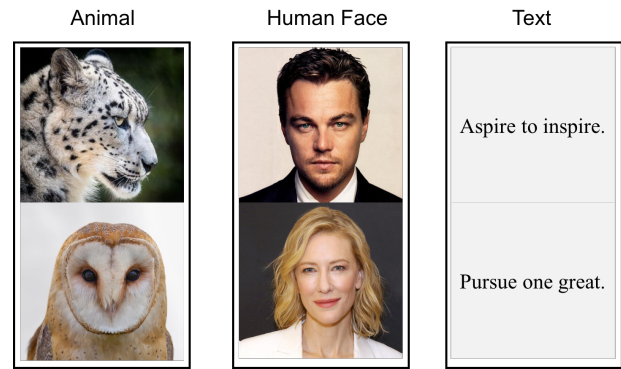 Animal
Human Face
Text
Aspire to inspire.
Pursue one great.